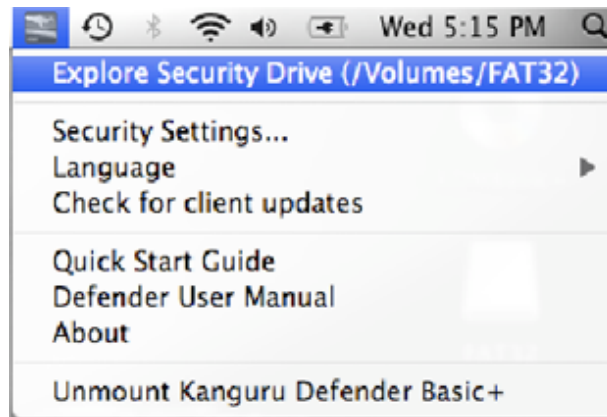 Wed 5:15 PM
Explore Security Drive (/Volumes/FAT32)
Security Settings...
Language
Check for client updates
Quick Start Guide
Defender User Manual
About
Unmount Kanguru Defender Basic+